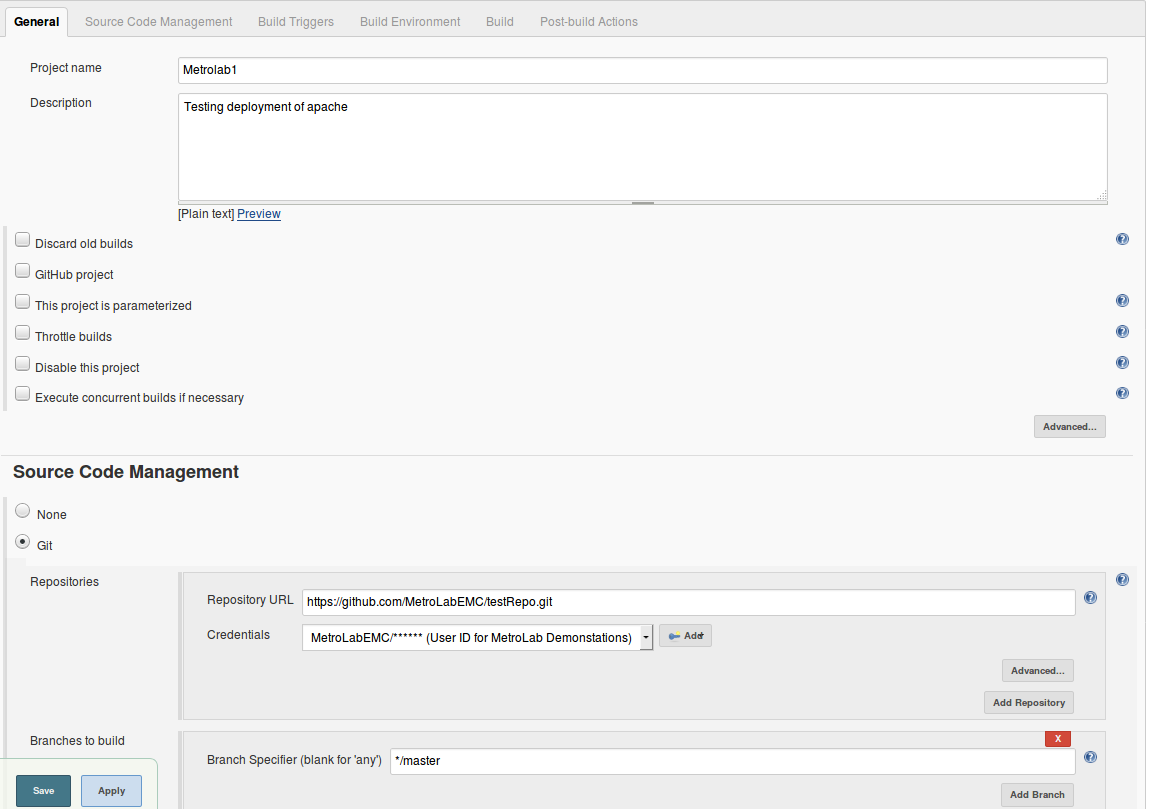 General Source Code Management Build Triggers Build Environment Build Post-build Actions
Project name Metrolab1
Description Testing deployment of apache
[Plain text] Preview
Discard old builds
GitHub project
This project is parameterized
Throttle builds
Disable this project
Execute concurrent builds if necessary
Advanced...
Source Code Management
None
Git
Repositories
Repository URL https://github.com/MetroLabEMC/testRepo.git
Credentials MetroLabEMC/****** (User ID for MetroLab Demonstations) Add
Advanced...
Add Repository
Branches to build X
Branch Specifier (blank for 'any') */master
Save Apply Add Branch